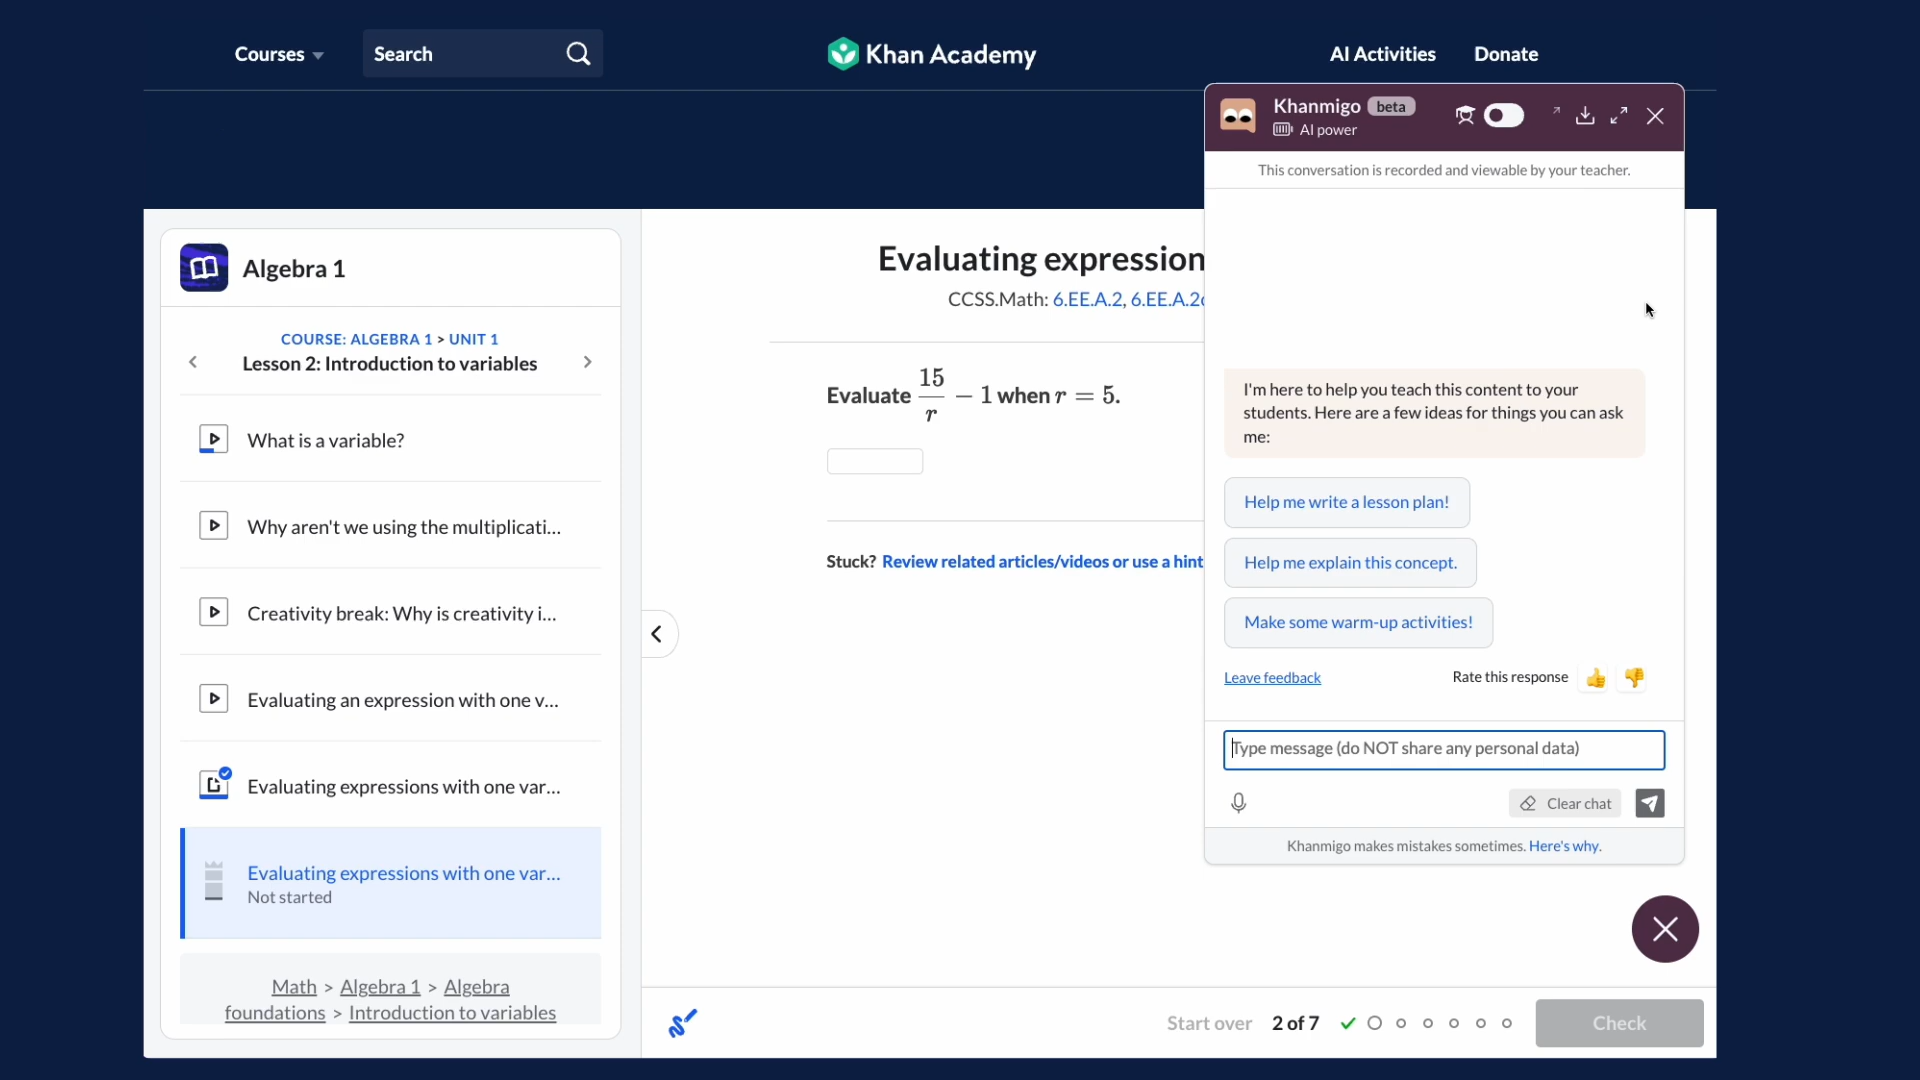 Courses
Search
Khan Academy
AI Activities
Donate
Khanmigo beta
AI power
This conversation is recorded and viewable by your teacher.
Algebra 1
COURSE: ALGEBRA 1 > UNIT 1
Lesson 2: Introduction to variables
What is a variable?
Why aren't we using the multiplicati...
Creativity break: Why is creativity i...
Evaluating an expression with one v...
Evaluating expressions with one var...
Evaluating expressions with one var...
Not started
Math > Algebra 1 > Algebra
foundations > Introduction to variables
Evaluating expression
CCSS.Math: 6.EE.A.2, 6.EE.A.2c
Evaluate 15/r − 1 when r = 5.
Stuck? Review related articles/videos or use a hint
I'm here to help you teach this content to your
students. Here are a few ideas for things you can ask
me:
Help me write a lesson plan!
Help me explain this concept.
Make some warm-up activities!
Leave feedback
Rate this response
Type message (do NOT share any personal data)
Clear chat
Khanmigo makes mistakes sometimes. Here's why.
Start over
2 of 7
Check